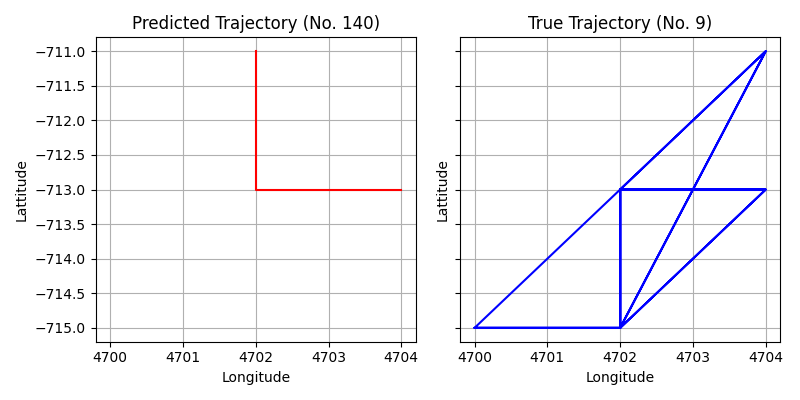 Predicted Trajectory (No. 140)
True Trajectory (No. 9)
−711.0
−711.5
−712.0
−712.5
−713.0
−713.5
−714.0
−714.5
−715.0
Lattitude
Lattitude
4700 4701 4702 4703 4704
4700 4701 4702 4703 4704
Longitude
Longitude